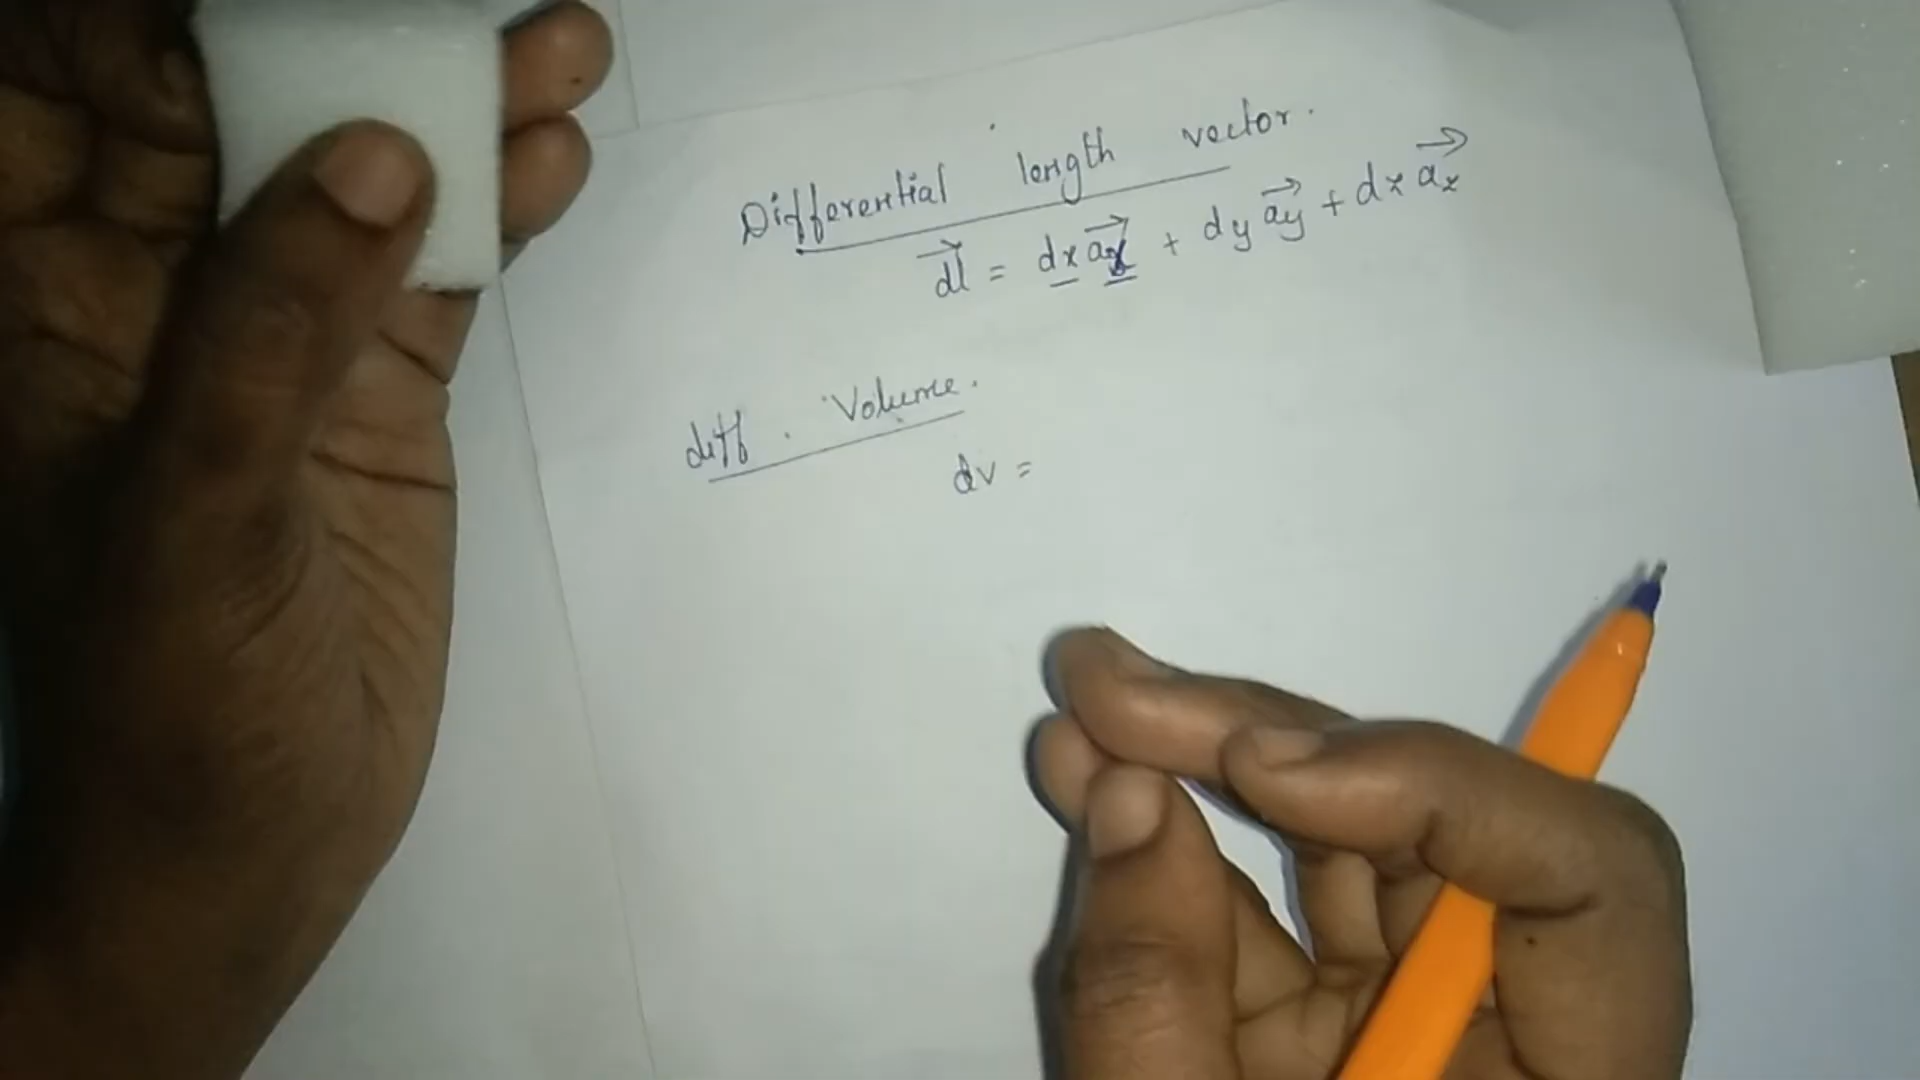 Differential length vector.
dl = dx ax + dy ay + dz az
diff. Volume.
dv =